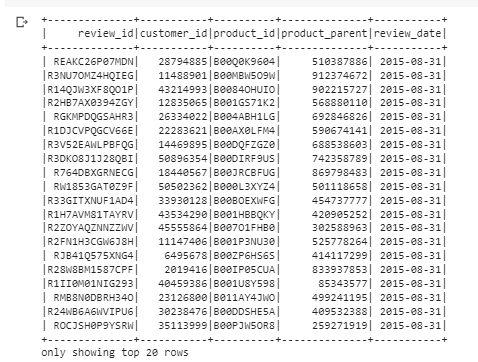 +--------------+-----------+----------+--------------+-----------+
|     review_id|customer_id|product_id|product_parent|review_date|
+--------------+-----------+----------+--------------+-----------+
| REAKC26P07MDN|   28794885|B00Q0K9604|     510387886| 2015-08-31|
|R3NU7OMZ4HQIEG|   11488901|B00MBW5O9W|     912374672| 2015-08-31|
|R14QJW3XF8QO1P|   43214993|B0084OHUIO|     902215727| 2015-08-31|
|R2HB7AX0394ZGY|   12835065|B001GS71K2|     568880110| 2015-08-31|
| RGKMPDQGSAHR3|   26334022|B004ABH1LG|     692846826| 2015-08-31|
|R1DJCVPQGCV66E|   22283621|B00AX0LFM4|     590674141| 2015-08-31|
|R3V52EAWLPBFQG|   14469895|B00DQFZGZ0|     688538603| 2015-08-31|
|R3DKO8J1J28QBI|   50896354|B00DIRF9US|     742358789| 2015-08-31|
| R764DBXGRNECG|   18440567|B00JRCBFUG|     869798483| 2015-08-31|
| RW1853GAT0Z9F|   50502362|B000L3XYZ4|     501118658| 2015-08-31|
|R33GITXNUF1AD4|   33930128|B00BOEXWFG|     454737777| 2015-08-31|
|R1H7AVM81TAYRV|   43534290|B001HBBQKY|     420905252| 2015-08-31|
|R2ZOYAQZNNZZWV|   45555864|B007O1FHB0|     302588963| 2015-08-31|
|R2FN1H3CGW6J8H|   11147406|B001P3NU30|     525778264| 2015-08-31|
| RJB41Q575XNG4|    6495678|B00ZP6HS6S|     414117299| 2015-08-31|
|R28W8BM1587CPF|    2019416|B00IP05CUA|     833937853| 2015-08-31|
|R1II0M01NIG293|   40459386|B001U8Y598|      85343577| 2015-08-31|
| RMB8N0DBRH34O|   23126800|B011AY4JWO|     499241195| 2015-08-31|
|R24WB6A6WVIPU6|   30238476|B00DDSHE5A|     409532388| 2015-08-31|
| ROCJSH0P9YSRW|   35113999|B00PJW5OR8|     259271919| 2015-08-31|
+--------------+-----------+----------+--------------+-----------+
only showing top 20 rows